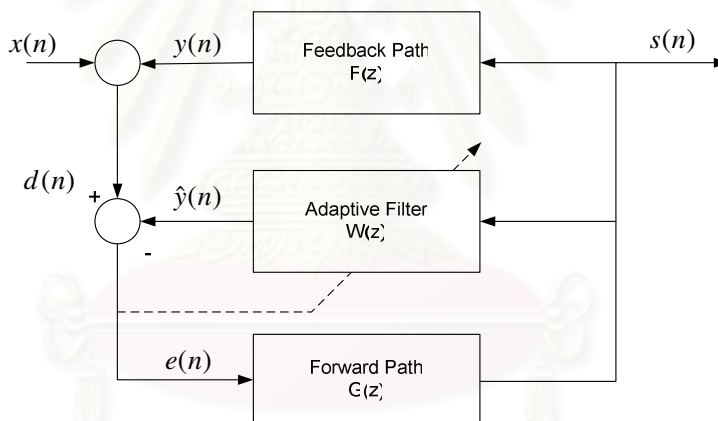 x(n)
y(n)
Feedback Path
F(z)
s(n)
d(n)
+
ŷ(n)
Adaptive Filter
W(z)
-
e(n)
Forward Path
G(z)